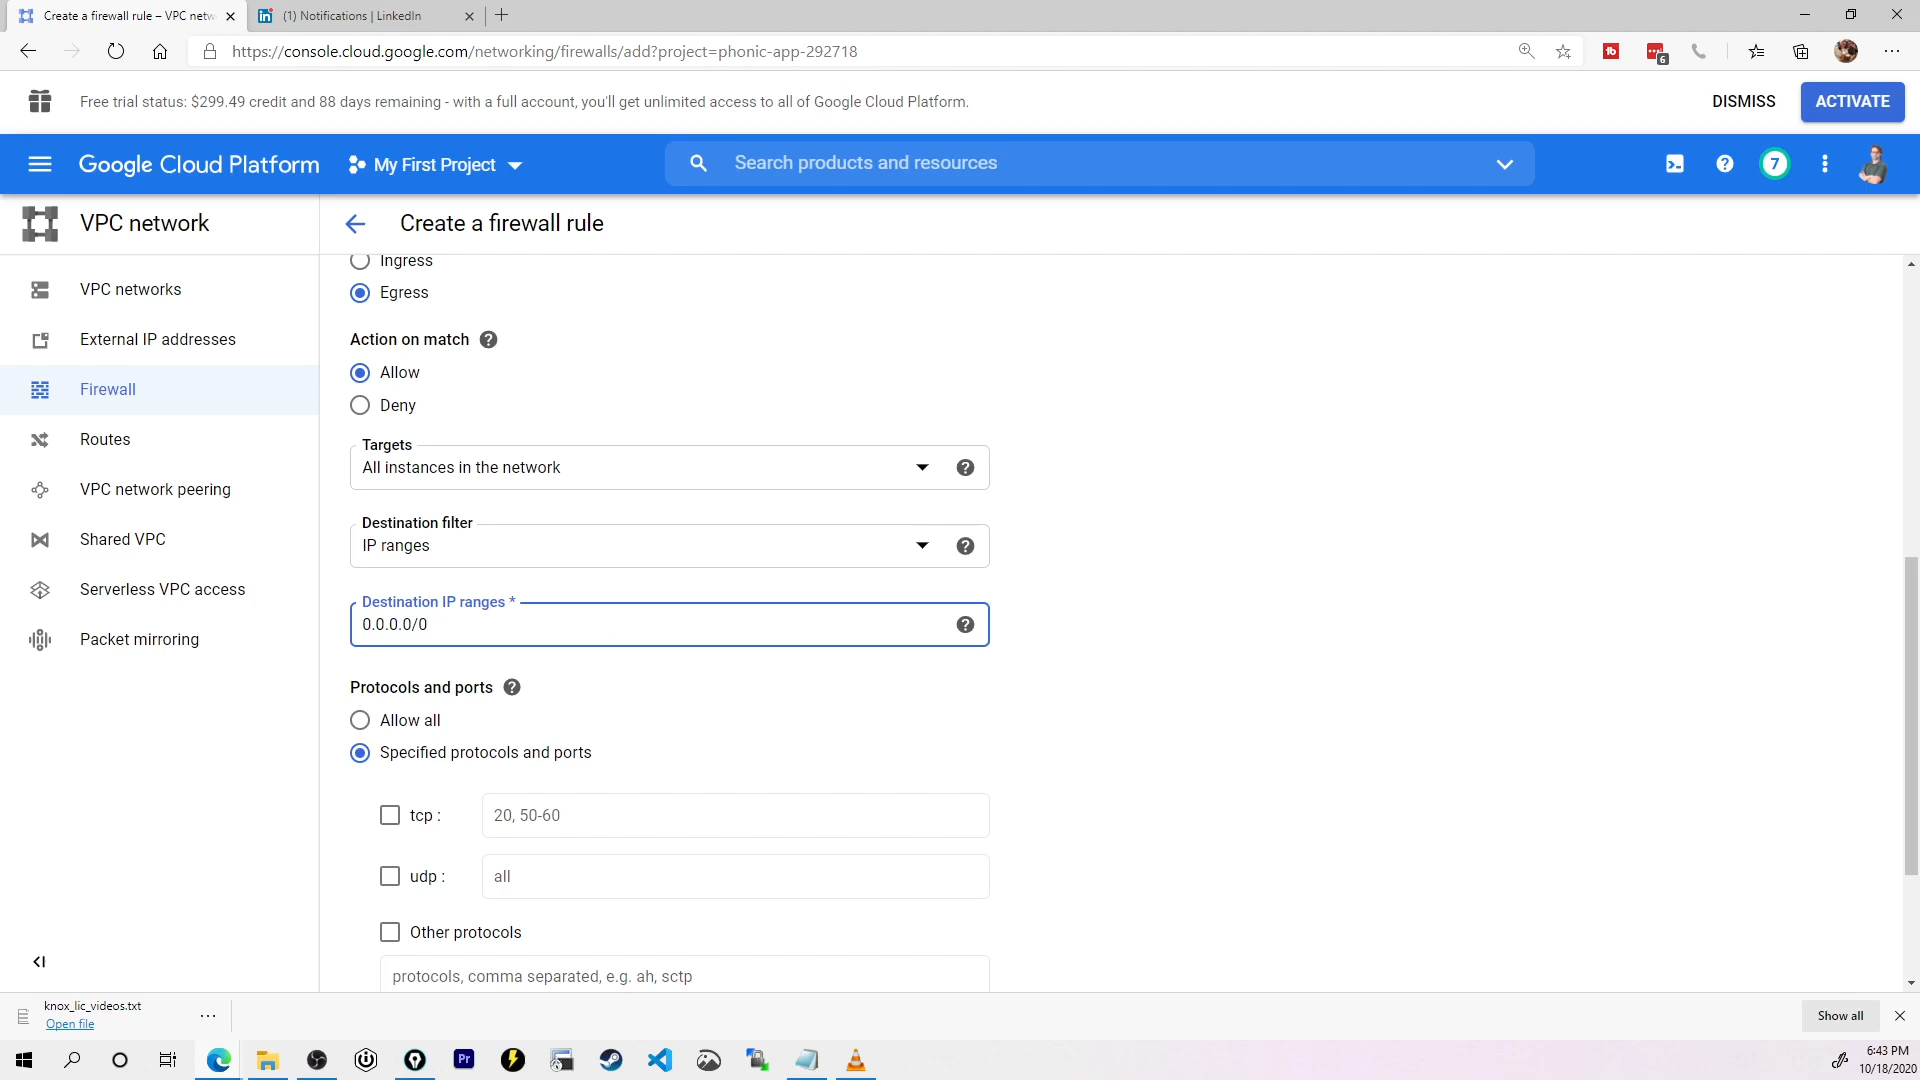 Create a firewall rule – VPC netw
(1) Notifications | LinkedIn
https://console.cloud.google.com/networking/firewalls/add?project=phonic-app-292718
6
Free trial status: $299.49 credit and 88 days remaining - with a full account, you'll get unlimited access to all of Google Cloud Platform.
DISMISS
ACTIVATE
Google Cloud Platform
My First Project
Search products and resources
7
VPC network
Create a firewall rule
VPC networks
External IP addresses
Firewall
Routes
VPC network peering
Shared VPC
Serverless VPC access
Packet mirroring
Ingress
Egress
Action on match
Allow
Deny
Targets
All instances in the network
Destination filter
IP ranges
Destination IP ranges *
0.0.0.0/0
Protocols and ports
Allow all
Specified protocols and ports
tcp :
20, 50-60
udp :
all
Other protocols
protocols, comma separated, e.g. ah, sctp
knox_lic_videos.txt
Open file
Show all
6:43 PM
10/18/2020